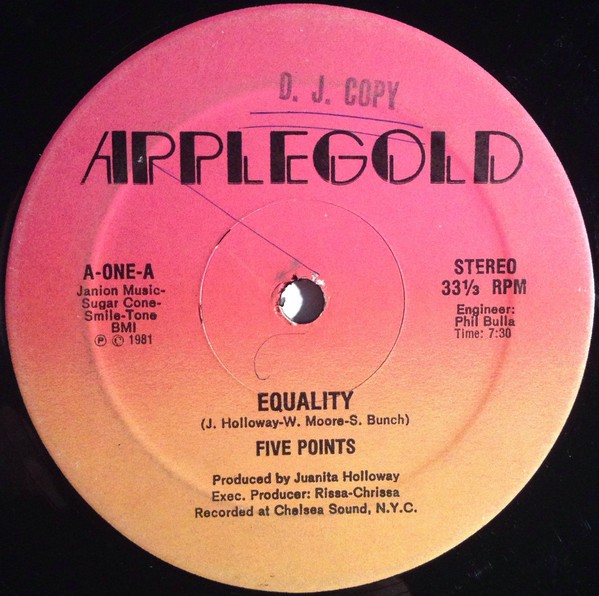 D. J. COPY
APPLEGOLD
A-ONE-A
Janion Music-
Sugar Cone-
Smile-Tone
BMI
Ⓟ © 1981
STEREO
33⅓ RPM
Engineer:
Phil Bulla
Time: 7:30
EQUALITY
(J. Holloway-W. Moore-S. Bunch)
FIVE POINTS
Produced by Juanita Holloway
Exec. Producer: Rissa-Chrissa
Recorded at Chelsea Sound, N.Y.C.